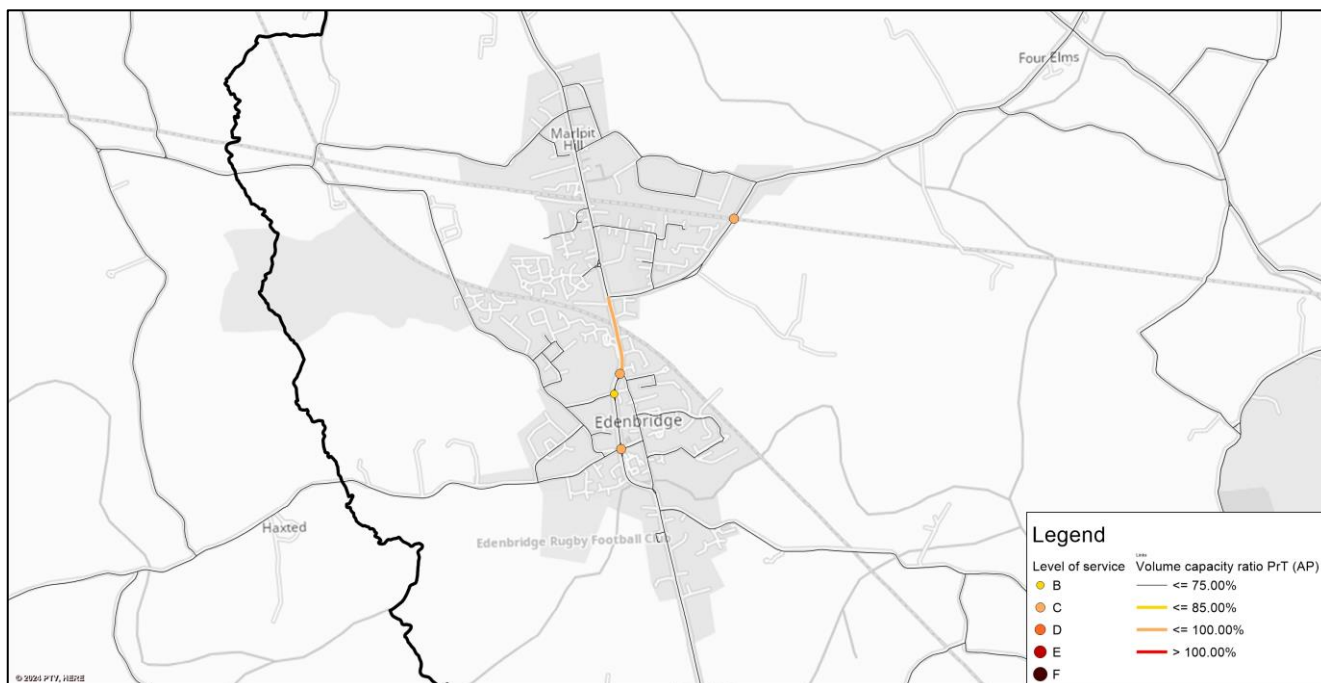 Four Elms
Marlpit
Hill
Edenbridge
Haxted
Edenbridge Rugby Football Club
Legend
Links
Level of service
Volume capacity ratio PrT (AP)
B
<= 75.00%
C
<= 85.00%
D
<= 100.00%
E
> 100.00%
F
© 2024 PTV, HERE